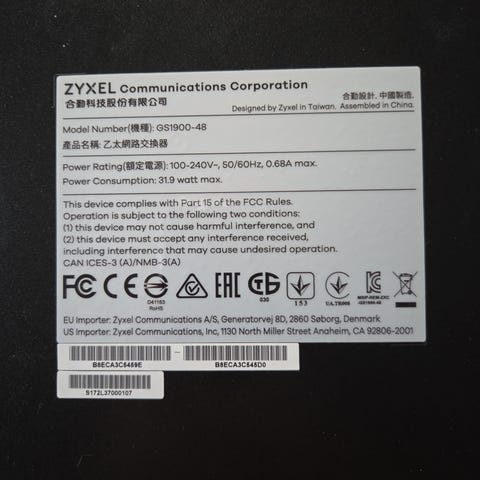 ZYXEL Communications Corporation
合勤科技股份有限公司
合勤設計. 中國製造.
Designed by Zyxel in Taiwan. Assembled in China.
Model Number(機種): GS1900-48
產品名稱: 乙太網路交換器
Power Rating(額定電源): 100-240V~, 50/60Hz, 0.68A max.
Power Consumption: 31.9 watt max.
This device complies with Part 15 of the FCC Rules.
Operation is subject to the following two conditions:
(1) this device may not cause harmful interference, and
(2) this device must accept any interference received,
including interference that may cause undesired operation.
CAN ICES-3 (A)/NMB-3(A)
FC CE D41163 RoHS EAC 030 153 UA.TR008
EU Importer: Zyxel Communications A/S, Generatorvej 8D, 2860 Søborg, Denmark
US Importer: Zyxel Communications, Inc, 1130 North Miller Street Anaheim, CA 92806-2001
B8ECA3C5459E - B8ECA3C545D0
S172L37000107